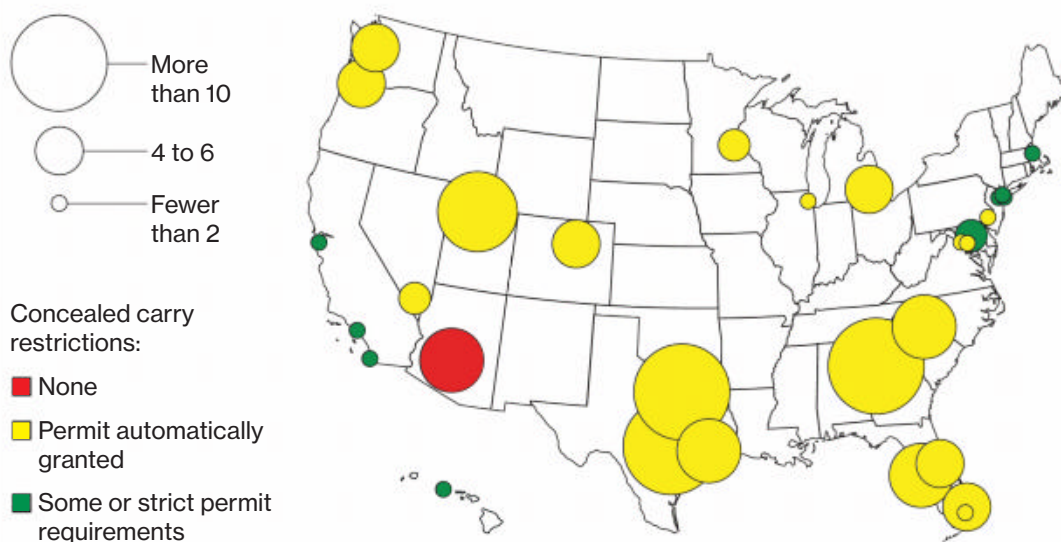 More
than 10
4 to 6
Fewer
than 2
Concealed carry
restrictions:
None
Permit automatically
granted
Some or strict permit
requirements